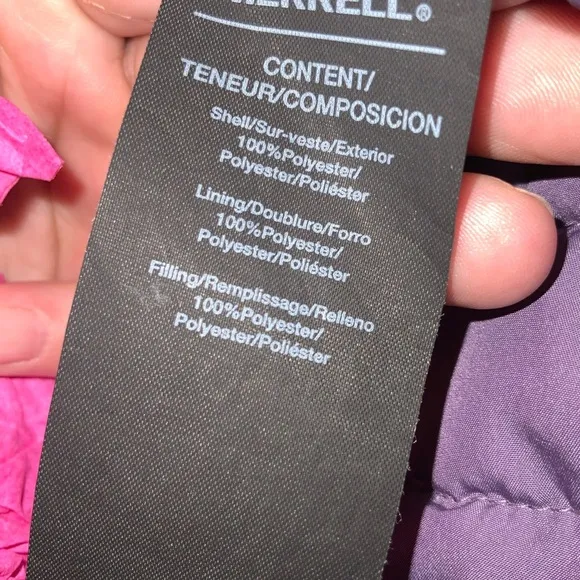 MERRELL®
CONTENT/
TENEUR/COMPOSICION
Shell/Sur-veste/Exterior
100%Polyester/
Polyester/Poliéster
Lining/Doublure/Forro
100%Polyester/
Polyester/Poliéster
Filling/Remplissage/Relleno
100%Polyester/
Polyester/Poliéster